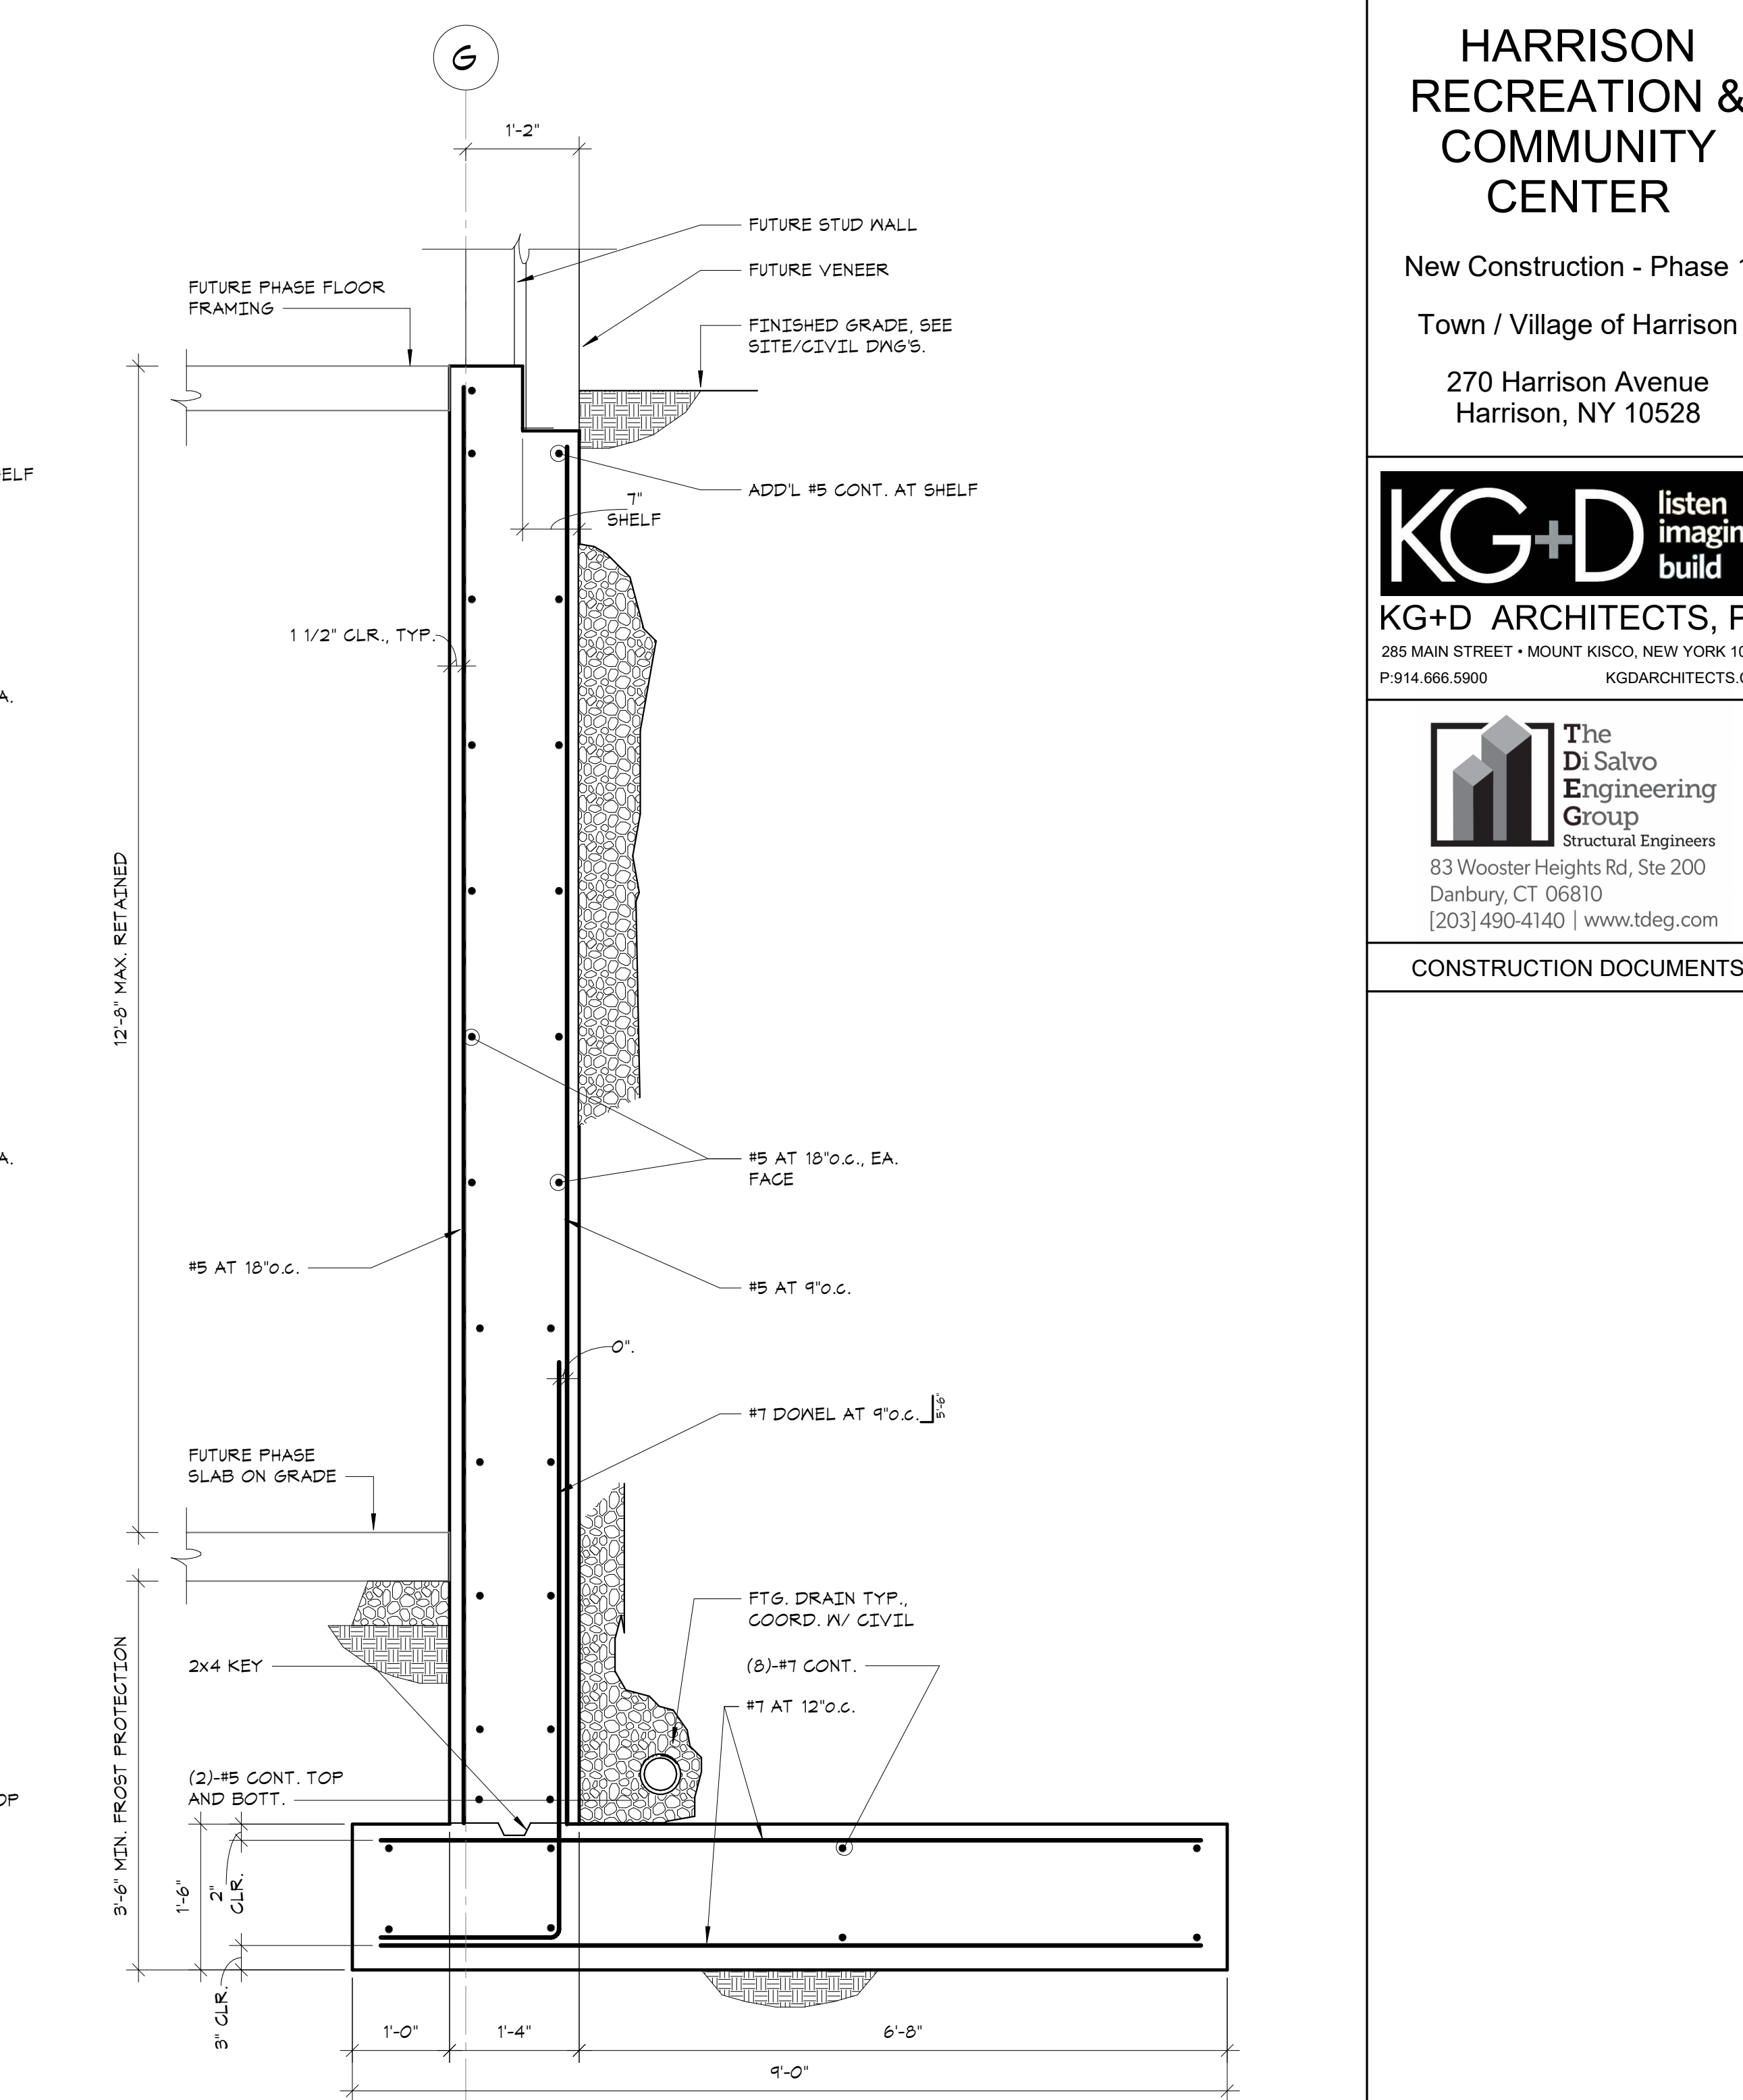 G
1'-2"
FUTURE STUD WALL
FUTURE VENEER
FUTURE PHASE FLOOR
FRAMING
FINISHED GRADE, SEE
SITE/CIVIL DWG'S.
ELF
ADD'L #5 CONT. AT SHELF
7"
SHELF
1 1/2" CLR., TYP.
A.
12'-8" MAX. RETAINED
#5 AT 18"o.c., EA.
FACE
A.
#5 AT 18"o.c.
#5 AT 9"o.c.
0".
#7 DOWEL AT 9"o.c.
5'-6"
FUTURE PHASE
SLAB ON GRADE
FTG. DRAIN TYP.,
COORD. W/ CIVIL
2x4 KEY
(8)-#7 CONT.
#7 AT 12"o.c.
3'-6" MIN. FROST PROTECTION
(2)-#5 CONT. TOP
AND BOTT.
OP
1'-6"
2"
CLR.
3" CLR.
1'-0"
1'-4"
6'-8"
9'-0"
HARRISON
RECREATION &
COMMUNITY
CENTER
New Construction - Phase 1
Town / Village of Harrison
270 Harrison Avenue
Harrison, NY 10528
KG+D
listen
imagin
build
KG+D ARCHITECTS, P
285 MAIN STREET • MOUNT KISCO, NEW YORK 10
P:914.666.5900 KGDARCHITECTS.C
The
Di Salvo
Engineering
Group
Structural Engineers
83 Wooster Heights Rd, Ste 200
Danbury, CT 06810
[203] 490-4140 | www.tdeg.com
CONSTRUCTION DOCUMENTS